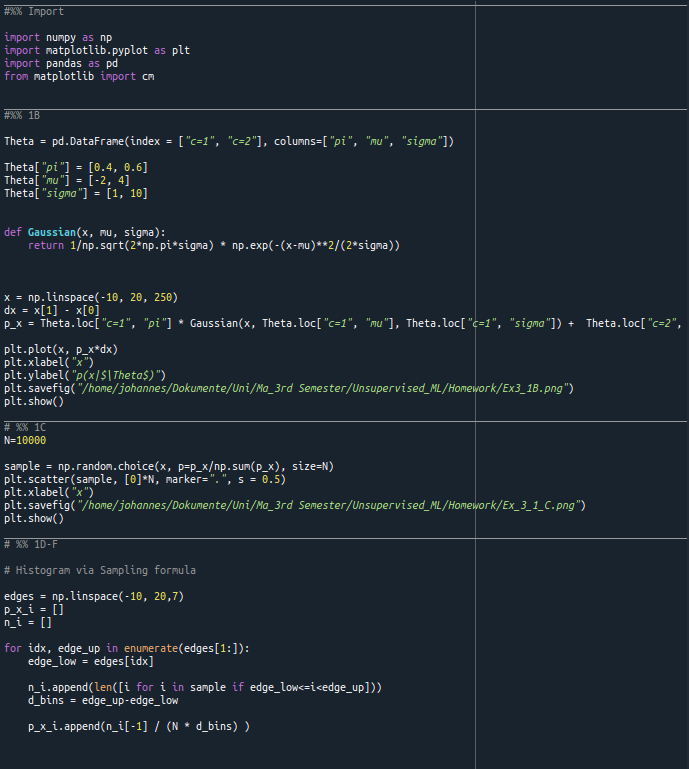 #%% Import
import numpy as np
import matplotlib.pyplot as plt
import pandas as pd
from matplotlib import cm
#%% 1B
Theta = pd.DataFrame(index = ["c=1", "c=2"], columns=["pi", "mu", "sigma"])
Theta["pi"] = [0.4, 0.6]
Theta["mu"] = [-2, 4]
Theta["sigma"] = [1, 10]
def Gaussian(x, mu, sigma):
    return 1/np.sqrt(2*np.pi*sigma) * np.exp(-(x-mu)**2/(2*sigma))
x = np.linspace(-10, 20, 250)
dx = x[1] - x[0]
p_x = Theta.loc["c=1", "pi"] * Gaussian(x, Theta.loc["c=1", "mu"], Theta.loc["c=1", "sigma"]) +  Theta.loc["c=2",
plt.plot(x, p_x*dx)
plt.xlabel("x")
plt.ylabel("p(x|$\Theta$)")
plt.savefig("/home/johannes/Dokumente/Uni/Ma_3rd Semester/Unsupervised_ML/Homework/Ex3_1B.png")
plt.show()
# %% 1C
N=10000
sample = np.random.choice(x, p=p_x/np.sum(p_x), size=N)
plt.scatter(sample, [0]*N, marker=".", s = 0.5)
plt.xlabel("x")
plt.savefig("/home/johannes/Dokumente/Uni/Ma_3rd Semester/Unsupervised_ML/Homework/Ex_3_1_C.png")
plt.show()
# %% 1D-F
# Histogram via Sampling formula
edges = np.linspace(-10, 20,7)
p_x_i = []
n_i = []
for idx, edge_up in enumerate(edges[1:]):
    edge_low = edges[idx]
    n_i.append(len([i for i in sample if edge_low<=i<edge_up]))
    d_bins = edge_up-edge_low
    p_x_i.append(n_i[-1] / (N * d_bins) )